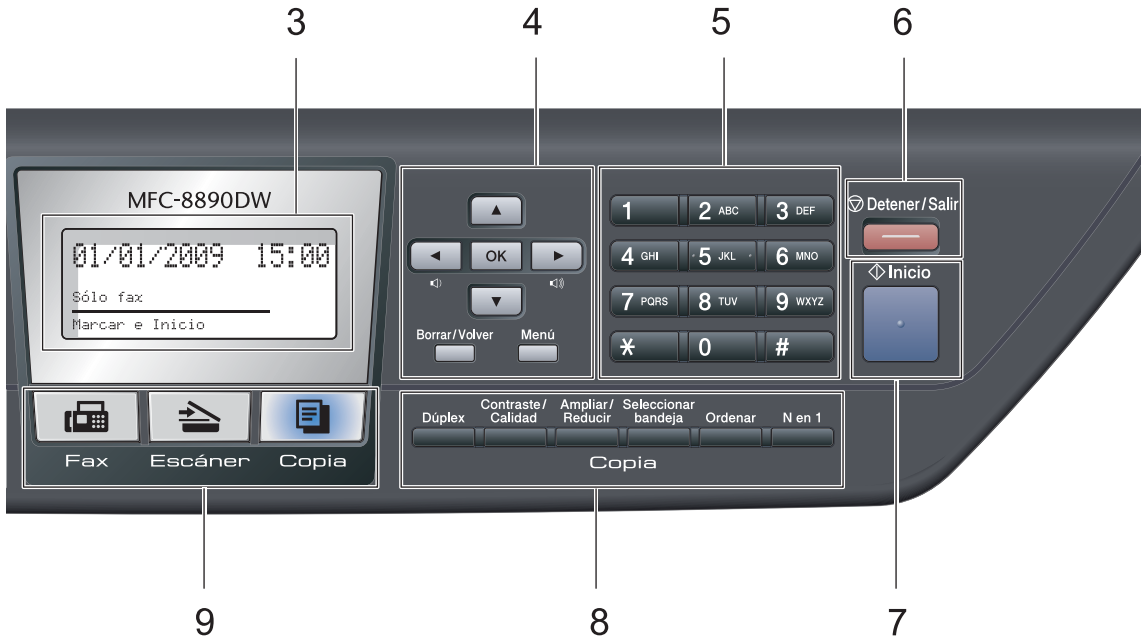 3 4 5 6
MFC-8890DW
01/01/2009 15:00
Sólo fax
Marcar e Inicio
OK
Borrar/Volver Menú
1 2 ABC 3 DEF
4 GHI 5 JKL 6 MNO
7 PQRS 8 TUV 9 WXYZ
* 0 #
Detener/Salir
Inicio
Fax Escáner Copia
Dúplex
Contraste/
Calidad
Ampliar/
Reducir
Seleccionar
bandeja
Ordenar
N en 1
Copia
9 8 7